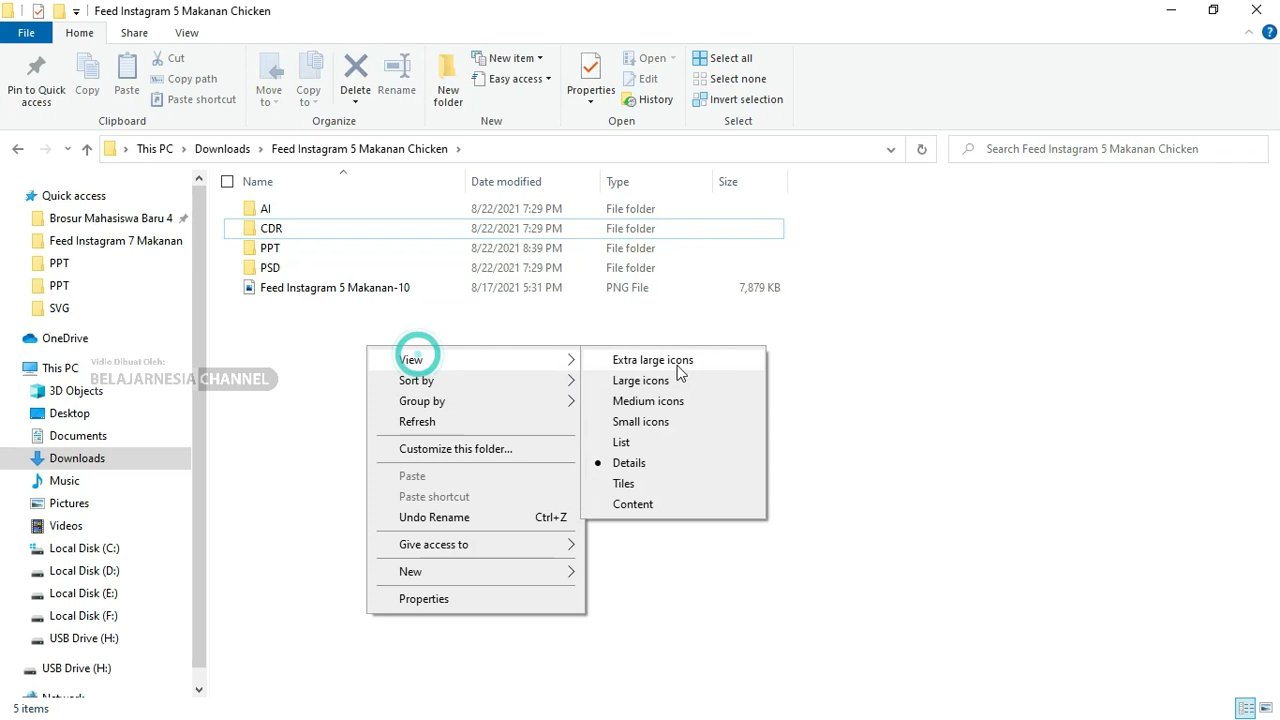 Feed Instagram 5 Makanan Chicken
File Home Share View
Pin to Quick access
Copy
Paste
Cut
Copy path
Paste shortcut
Clipboard
Move to
Copy to
Delete
Rename
Organize
New folder
New item
Easy access
New
Properties
Open
Edit
History
Open
Select all
Select none
Invert selection
Select
This PC Downloads Feed Instagram 5 Makanan Chicken
Search Feed Instagram 5 Makanan Chicken
Quick access
Brosur Mahasiswa Baru 4
Feed Instagram 7 Makanan
PPT
PPT
SVG
OneDrive
This PC
3D Objects
Desktop
Documents
Downloads
Music
Pictures
Videos
Local Disk (C:)
Local Disk (D:)
Local Disk (E:)
Local Disk (F:)
USB Drive (H:)
USB Drive (H:)
Network
Name Date modified Type Size
AI 8/22/2021 7:29 PM File folder
CDR 8/22/2021 7:29 PM File folder
PPT 8/22/2021 8:39 PM File folder
PSD 8/22/2021 7:29 PM File folder
Feed Instagram 5 Makanan-10 8/17/2021 5:31 PM PNG File 7,879 KB
Vidio Dibuat Oleh:
BELAJARNESIA CHANNEL
View
Sort by
Group by
Refresh
Customize this folder...
Paste
Paste shortcut
Undo Rename Ctrl+Z
Give access to
New
Properties
Extra large icons
Large icons
Medium icons
Small icons
List
Details
Tiles
Content
5 items